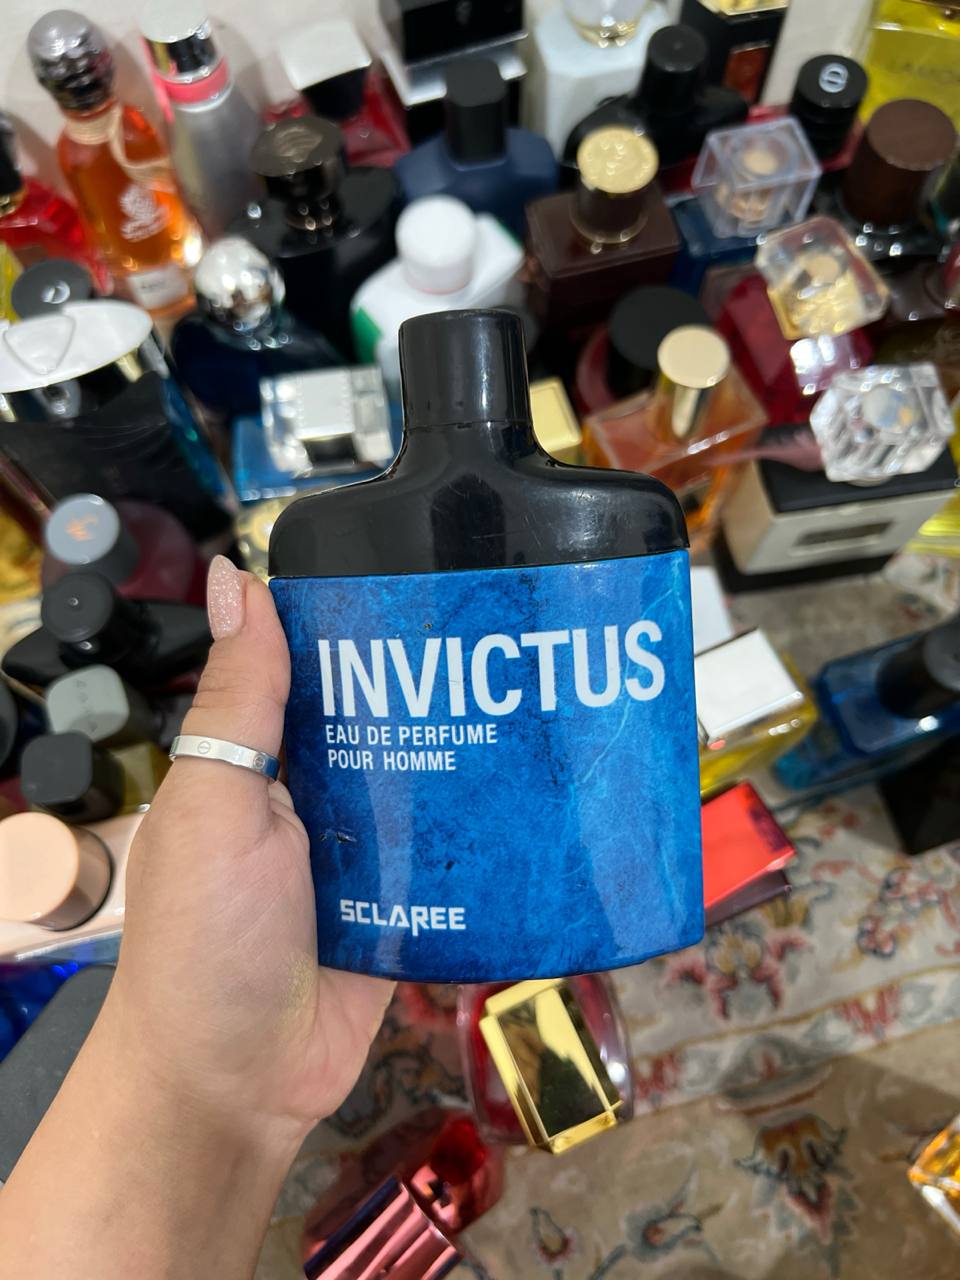 INVICTUS
EAU DE PERFUME
POUR HOMME
SCLAREE